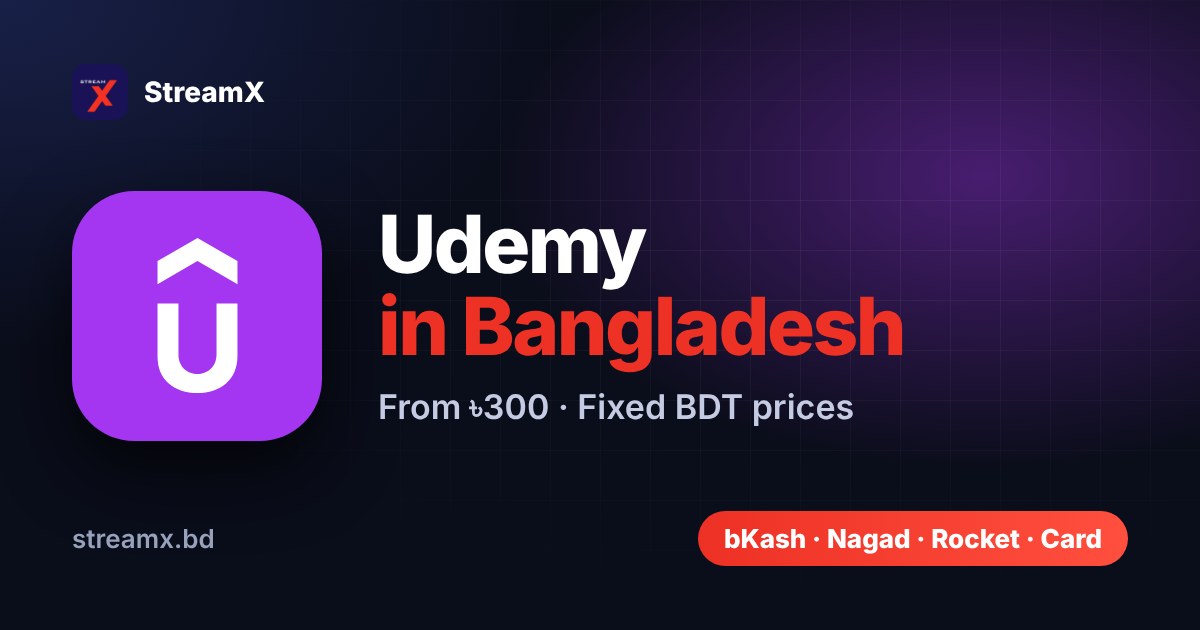 STREAM
X
StreamX
Udemy
in Bangladesh
From ৳300 · Fixed BDT prices
streamx.bd
bKash · Nagad · Rocket · Card